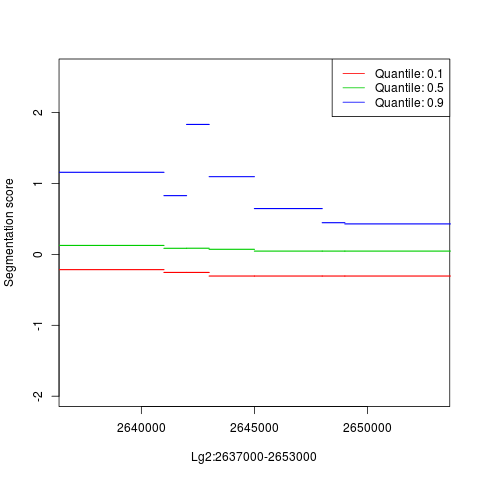 Quantile: 0.1
Quantile: 0.5
Quantile: 0.9
Segmentation score
2
1
0
-1
-2
2640000 2645000 2650000
Lg2:2637000-2653000